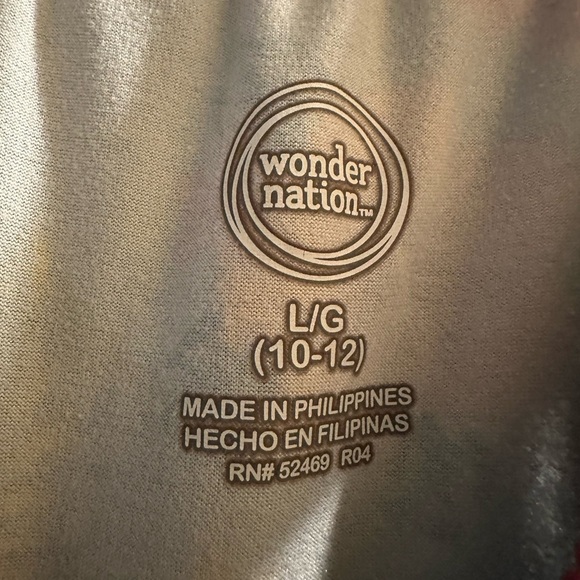 wonder
nation™
L/G
(10-12)
MADE IN PHILIPPINES
HECHO EN FILIPINAS
RN# 52469 R04